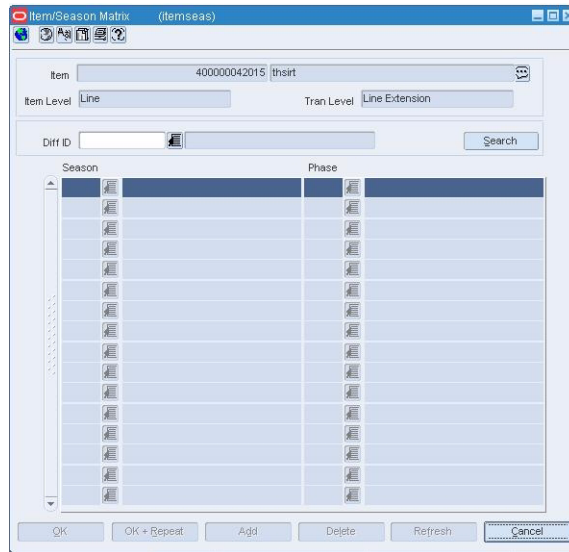 Item/Season Matrix (itemseas)
Item 400000042015 thsirt
Item Level Line Tran Level Line Extension
Diff ID Search
Season Phase
OK OK + Repeat Add Delete Refresh Cancel